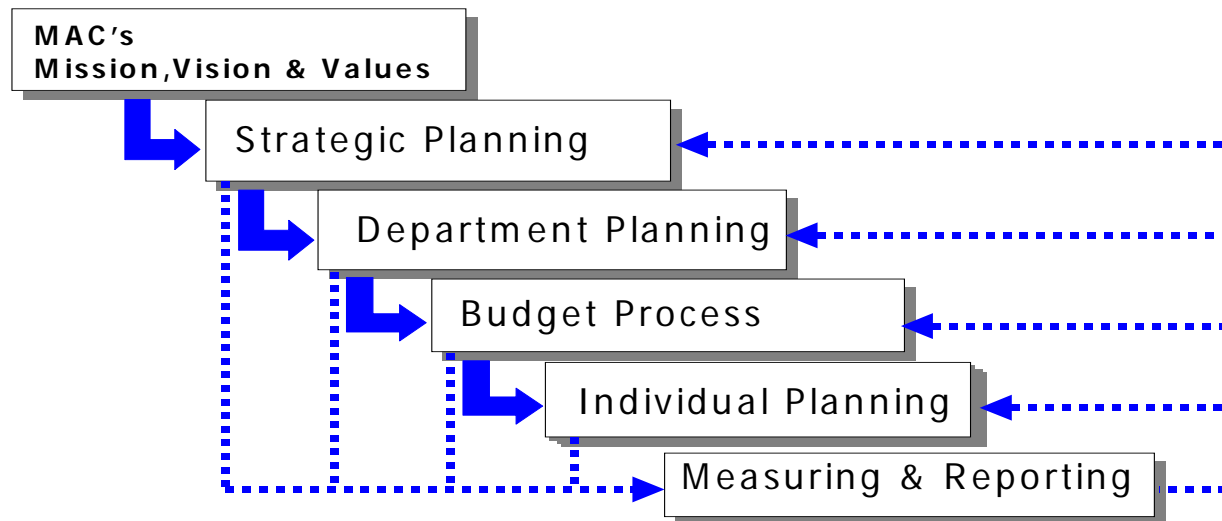 MAC's
Mission,Vision & Values
Strategic Planning
Department Planning
Budget Process
Individual Planning
Measuring & Reporting